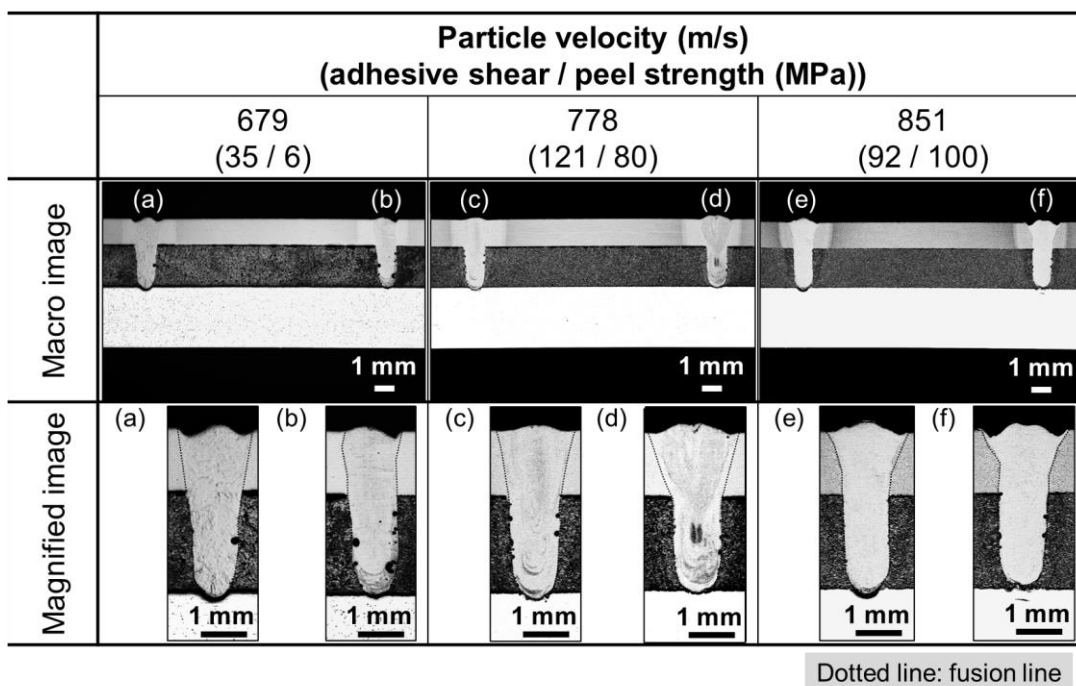 Particle velocity (m/s)
(adhesive shear / peel strength (MPa))
679
(35 / 6)
778
(121 / 80)
851
(92 / 100)
Macro image
(a)
(b)
(c)
(d)
(e)
(f)
1 mm
1 mm
1 mm
Magnified image
(a)
(b)
(c)
(d)
(e)
(f)
1 mm
1 mm
1 mm
1 mm
1 mm
1 mm
Dotted line: fusion line